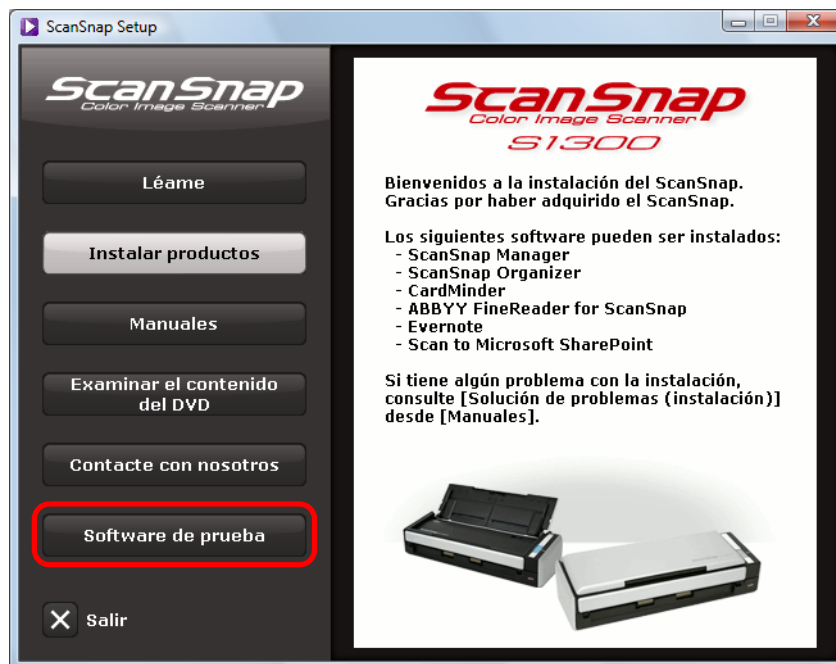 ScanSnap Setup
ScanSnap
Color Image Scanner
Léame
Instalar productos
Manuales
Examinar el contenido
del DVD
Contacte con nosotros
Software de prueba
Salir
ScanSnap
Color Image Scanner
S1300
Bienvenidos a la instalación del ScanSnap.
Gracias por haber adquirido el ScanSnap.
Los siguientes software pueden ser instalados:
- ScanSnap Manager
- ScanSnap Organizer
- CardMinder
- ABBYY FineReader for ScanSnap
- Evernote
- Scan to Microsoft SharePoint
Si tiene algún problema con la instalación,
consulte [Solución de problemas (instalación)]
desde [Manuales].